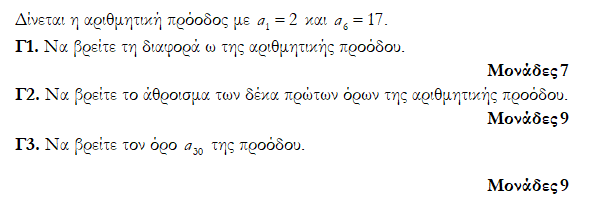 Δίνεται η αριθμητική πρόοδος με a₁ = 2 και a₆ = 17.
Γ1. Να βρείτε τη διαφορά ω της αριθμητικής προόδου.
Μονάδες 7
Γ2. Να βρείτε το άθροισμα των δέκα πρώτων όρων της αριθμητικής προόδου.
Μονάδες 9
Γ3. Να βρείτε τον όρο a₃₀ της προόδου.
Μονάδες 9